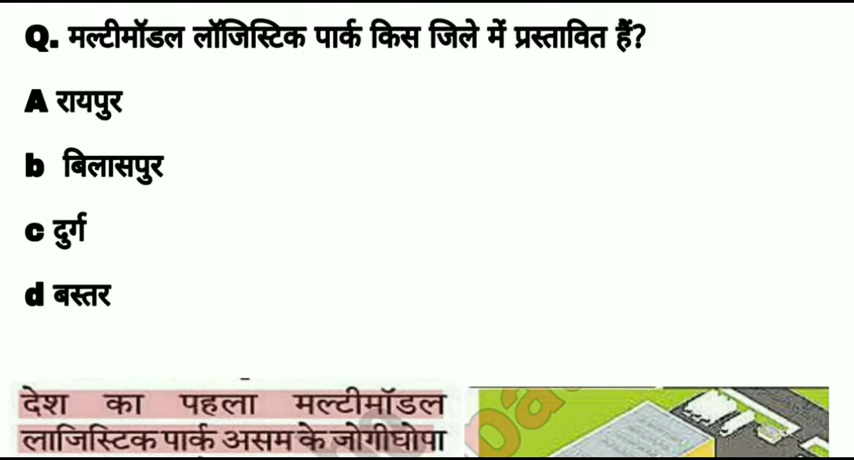 Q. मल्टीमॉडल लॉजिस्टिक पार्क किस जिले में प्रस्तावित हैं?
A रायपुर
b बिलासपुर
c दुर्ग
d बस्तर
देश का पहला मल्टीमॉडल
लाजिस्टिक पार्क असम के जोगीघोपा